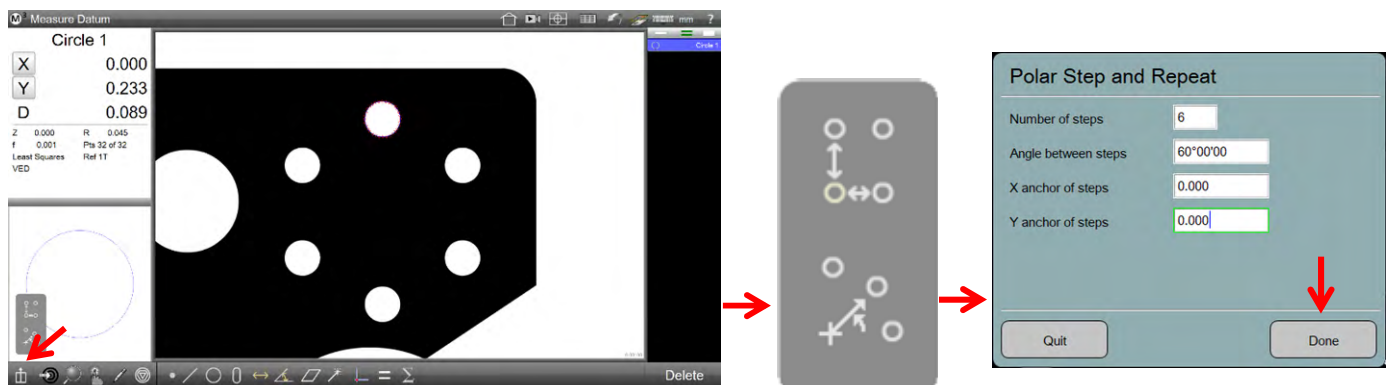 M³ Measure Datum
mm ?
Circle 1
X 0.000
Y 0.233
D 0.089
Z 0.000 R 0.045
f 0.001 Pts 32 of 32
Least Squares Ref 1T
VED
Circle 1
Delete
Polar Step and Repeat
Number of steps 6
Angle between steps 60°00'00
X anchor of steps 0.000
Y anchor of steps 0.000
Quit Done